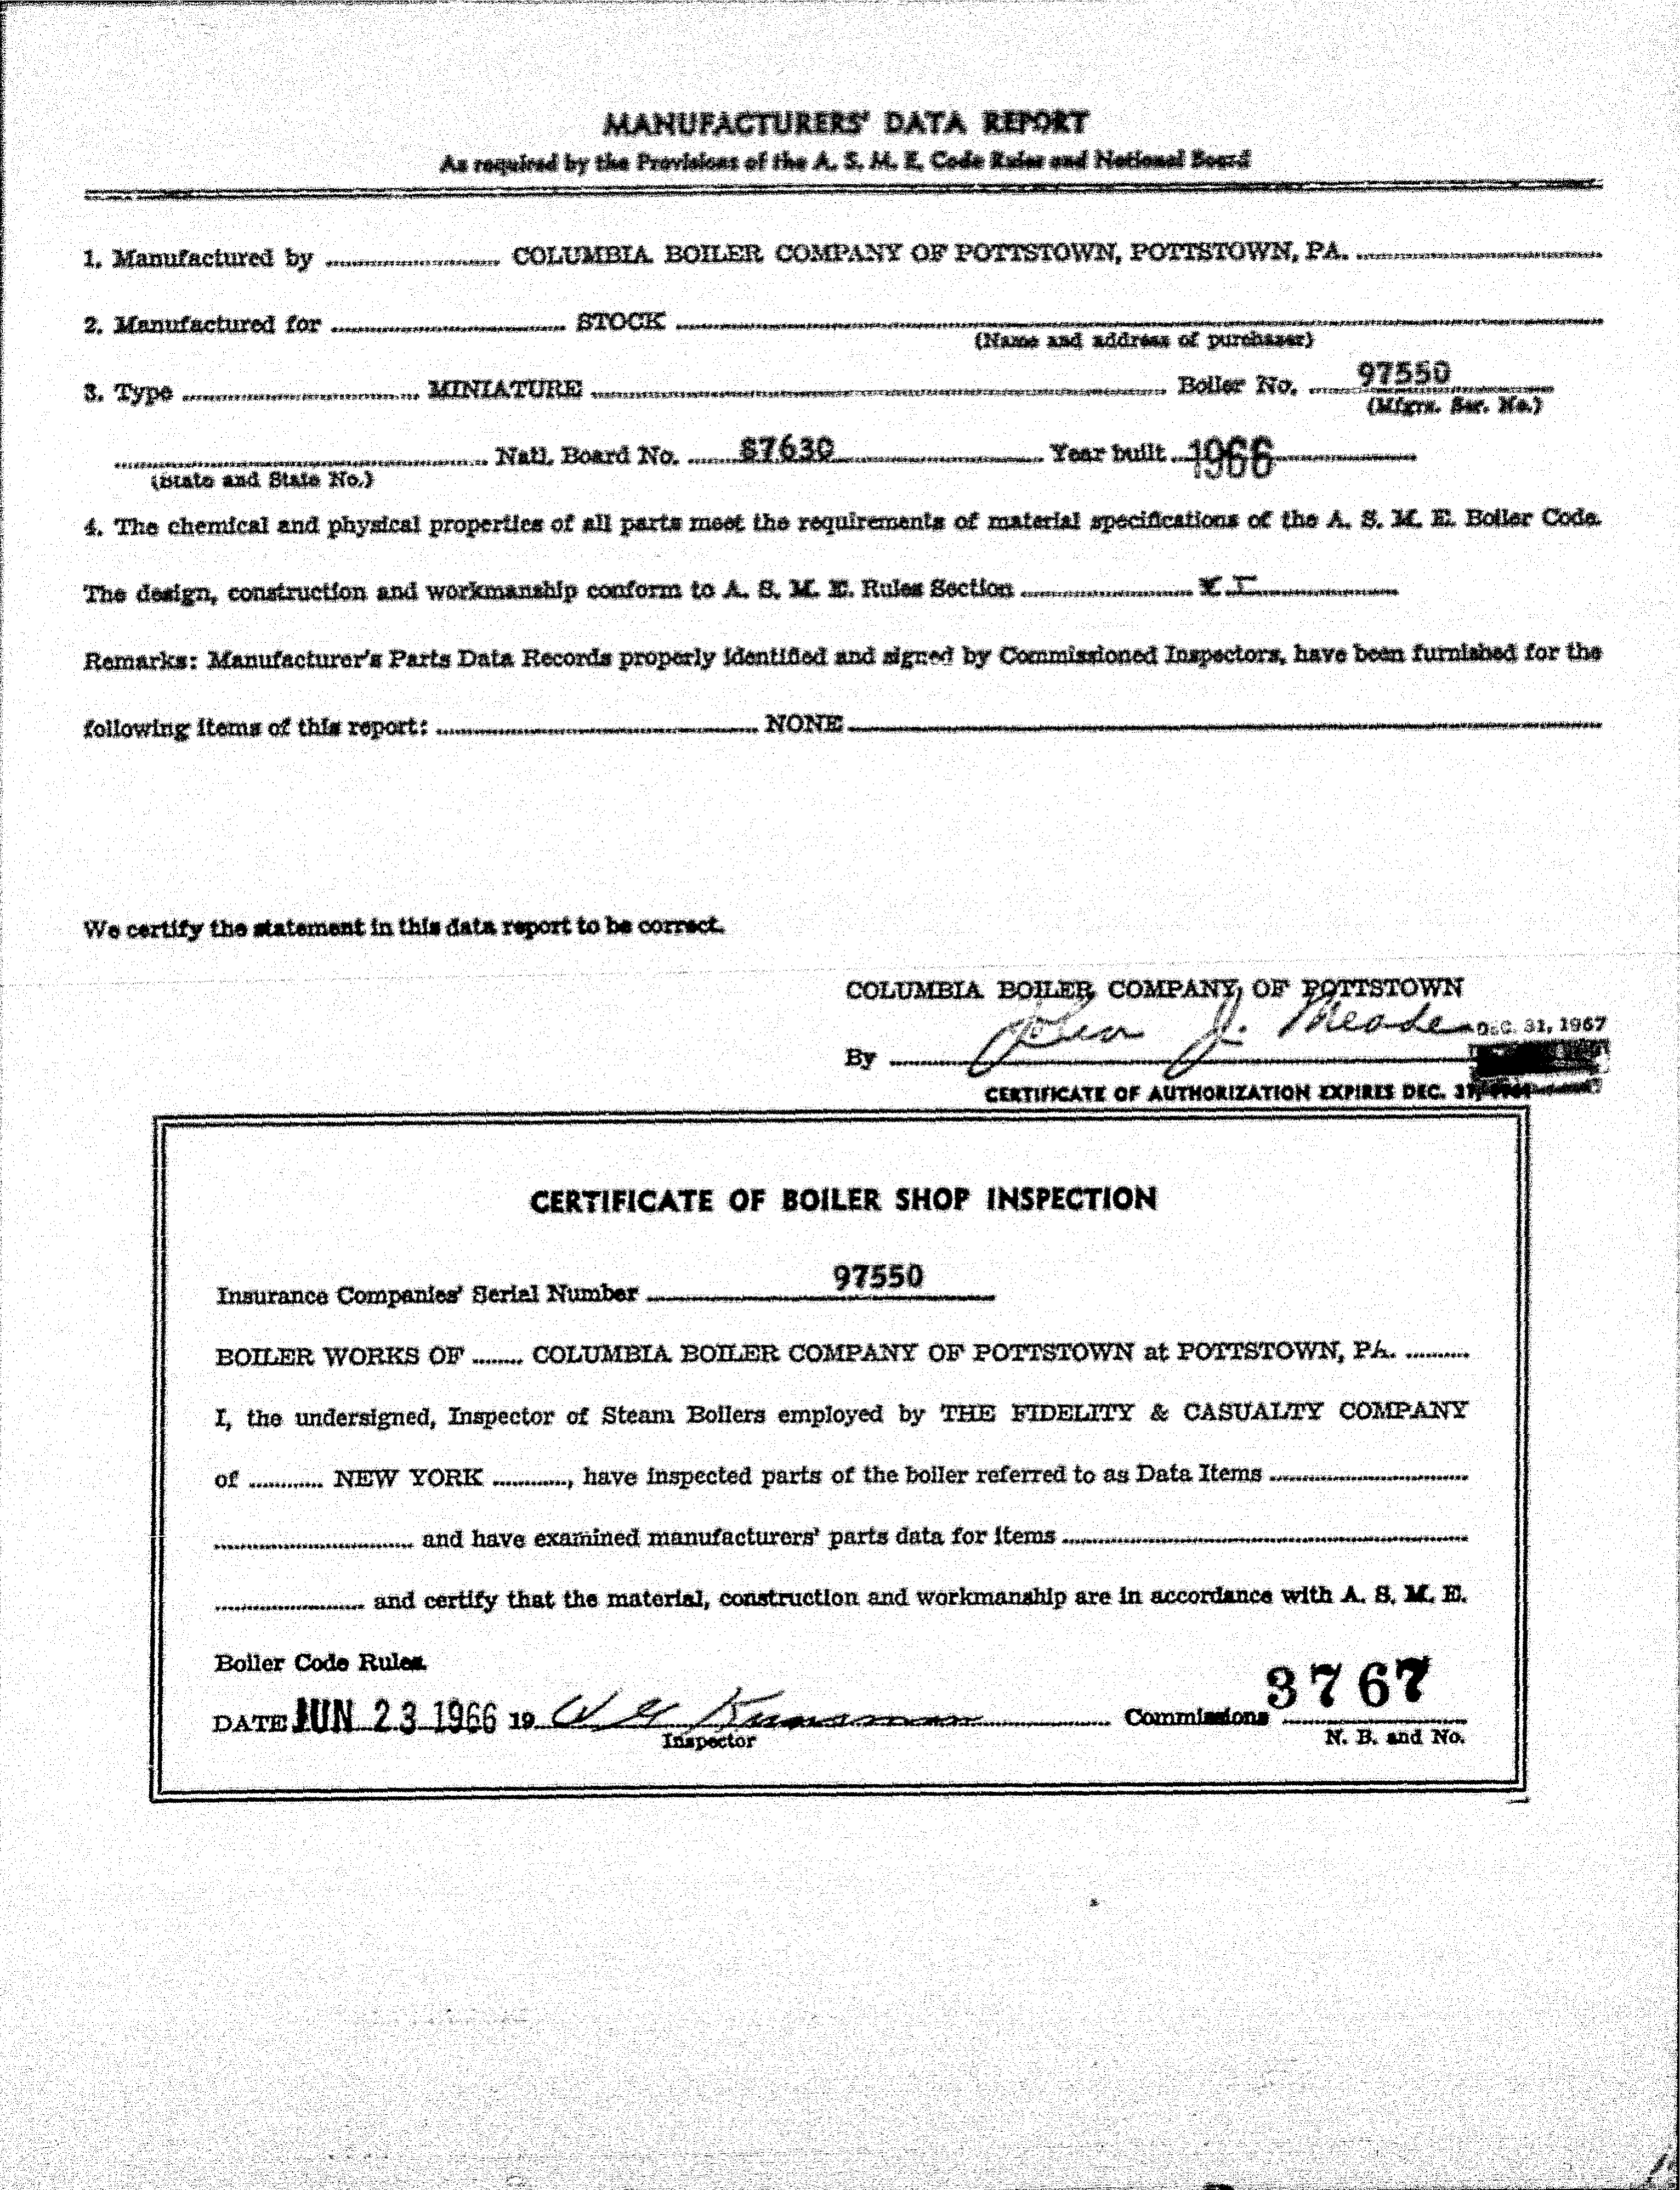 MANUFACTURERS' DATA REPORT
As required by the Provisions of the A. S. M. E. Code Rules and National Board
1. Manufactured by ........ COLUMBIA BOILER COMPANY OF POTTSTOWN, POTTSTOWN, PA. ........
2. Manufactured for ........ STOCK ........
(Name and address of purchaser)
3. Type ........ MINIATURE ........ Boiler No. ........ 97550
(Mfgrs. Ser. No.)
........ Natl. Board No. ........ 87630 ........ Year built ... 1966 ........
(State and State No.)
4. The chemical and physical properties of all parts meet the requirements of material specifications of the A. S. M. E. Boiler Code.
The design, construction and workmanship conform to A. S. M. E. Rules Section ........
Remarks: Manufacturer's Parts Data Records properly identified and signed by Commissioned Inspectors, have been furnished for the
following items of this report: ........ NONE ........
We certify the statement in this data report to be correct.
COLUMBIA BOILER COMPANY OF POTTSTOWN
J. Meade DEC. 31, 1967
By ........
CERTIFICATE OF AUTHORIZATION EXPIRES DEC. 31,
CERTIFICATE OF BOILER SHOP INSPECTION
Insurance Companies' Serial Number ........ 97550
BOILER WORKS OF ........ COLUMBIA BOILER COMPANY OF POTTSTOWN at POTTSTOWN, PA. ........
I, the undersigned, Inspector of Steam Boilers employed by THE FIDELITY & CASUALTY COMPANY
of ........ NEW YORK ........, have inspected parts of the boiler referred to as Data Items ........
........ and have examined manufacturers' parts data for items ........
........ and certify that the material, construction and workmanship are in accordance with A. S. M. E.
Boiler Code Rules.
DATE JUN 23 1966 19 ........ Commissions 3767
Inspector N. B. and No.